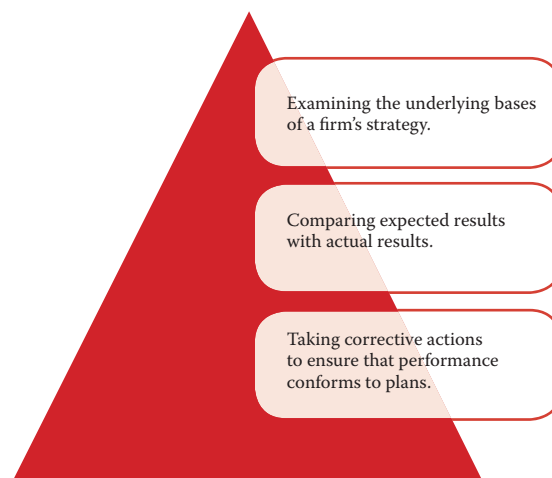 Examining the underlying bases
of a firm's strategy.
Comparing expected results
with actual results.
Taking corrective actions
to ensure that performance
conforms to plans.